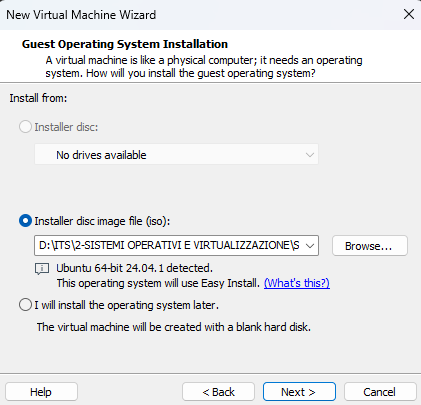 New Virtual Machine Wizard
Guest Operating System Installation
A virtual machine is like a physical computer; it needs an operating
system. How will you install the guest operating system?
Install from:
Installer disc:
No drives available
Installer disc image file (iso):
D:\ITS\2-SISTEMI OPERATIVI E VIRTUALIZZAZIONE\S
Browse...
Ubuntu 64-bit 24.04.1 detected.
This operating system will use Easy Install. (What's this?)
I will install the operating system later.
The virtual machine will be created with a blank hard disk.
Help
< Back
Next >
Cancel